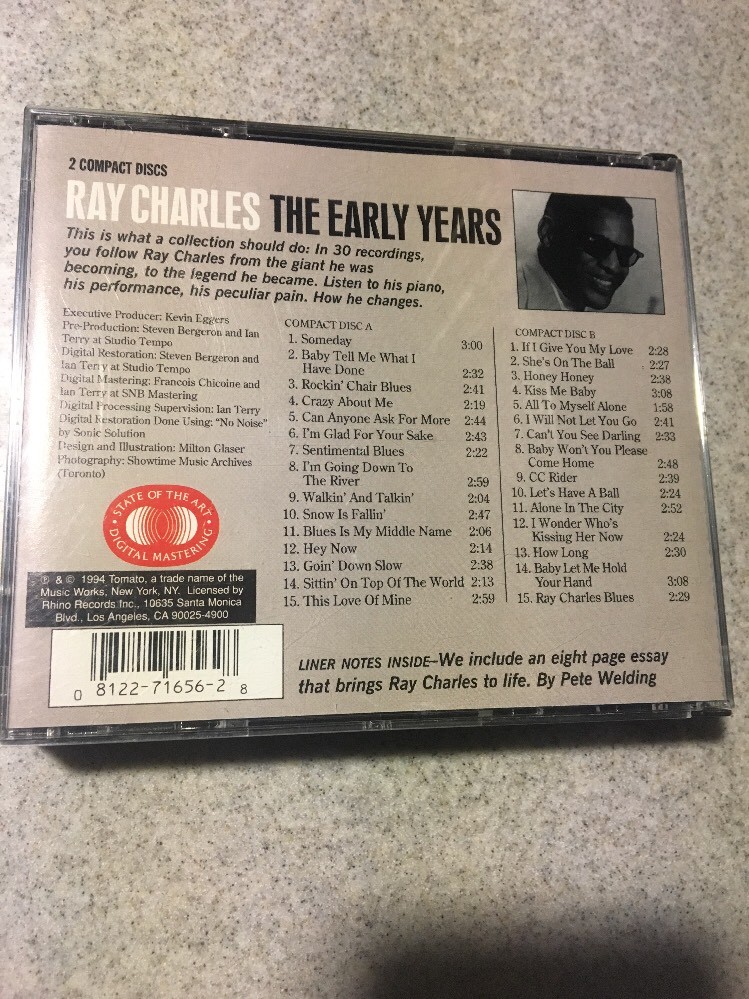 2 COMPACT DISCS
RAY CHARLES THE EARLY YEARS
This is what a collection should do: In 30 recordings,
you follow Ray Charles from the giant he was
becoming, to the legend he became. Listen to his piano,
his performance, his peculiar pain. How he changes.
Executive Producer: Kevin Eggers
Pre-Production: Steven Bergeron and Ian
Terry at Studio Tempo
Digital Restoration: Steven Bergeron and
Ian Terry at Studio Tempo
Digital Mastering: Francois Chicoine and
Ian Terry at SNB Mastering
Digital Processing Supervision: Ian Terry
Digital Restoration Done Using: "No Noise"
by Sonic Solution
Design and Illustration: Milton Glaser
Photography: Showtime Music Archives
(Toronto)
• STATE OF THE ART •
DIGITAL MASTERING
℗ & © 1994 Tomato, a trade name of the
Music Works, New York, NY. Licensed by
Rhino Records Inc., 10635 Santa Monica
Blvd., Los Angeles, CA 90025-4900
0 8122-71656-2 8
COMPACT DISC A
1. Someday 3:00
2. Baby Tell Me What I
Have Done 2:32
3. Rockin' Chair Blues 2:41
4. Crazy About Me 2:19
5. Can Anyone Ask For More 2:44
6. I'm Glad For Your Sake 2:43
7. Sentimental Blues 2:22
8. I'm Going Down To
The River 2:59
9. Walkin' And Talkin' 2:04
10. Snow Is Fallin' 2:47
11. Blues Is My Middle Name 2:06
12. Hey Now 2:14
13. Goin' Down Slow 2:38
14. Sittin' On Top Of The World 2:13
15. This Love Of Mine 2:59
COMPACT DISC B
1. If I Give You My Love 2:28
2. She's On The Ball 2:27
3. Honey Honey 2:38
4. Kiss Me Baby 3:08
5. All To Myself Alone 1:58
6. I Will Not Let You Go 2:41
7. Can't You See Darling 2:33
8. Baby Won't You Please
Come Home 2:48
9. CC Rider 2:39
10. Let's Have A Ball 2:24
11. Alone In The City 2:52
12. I Wonder Who's
Kissing Her Now 2:24
13. How Long 2:30
14. Baby Let Me Hold
Your Hand 3:08
15. Ray Charles Blues 2:29
LINER NOTES INSIDE–We include an eight page essay
that brings Ray Charles to life. By Pete Welding